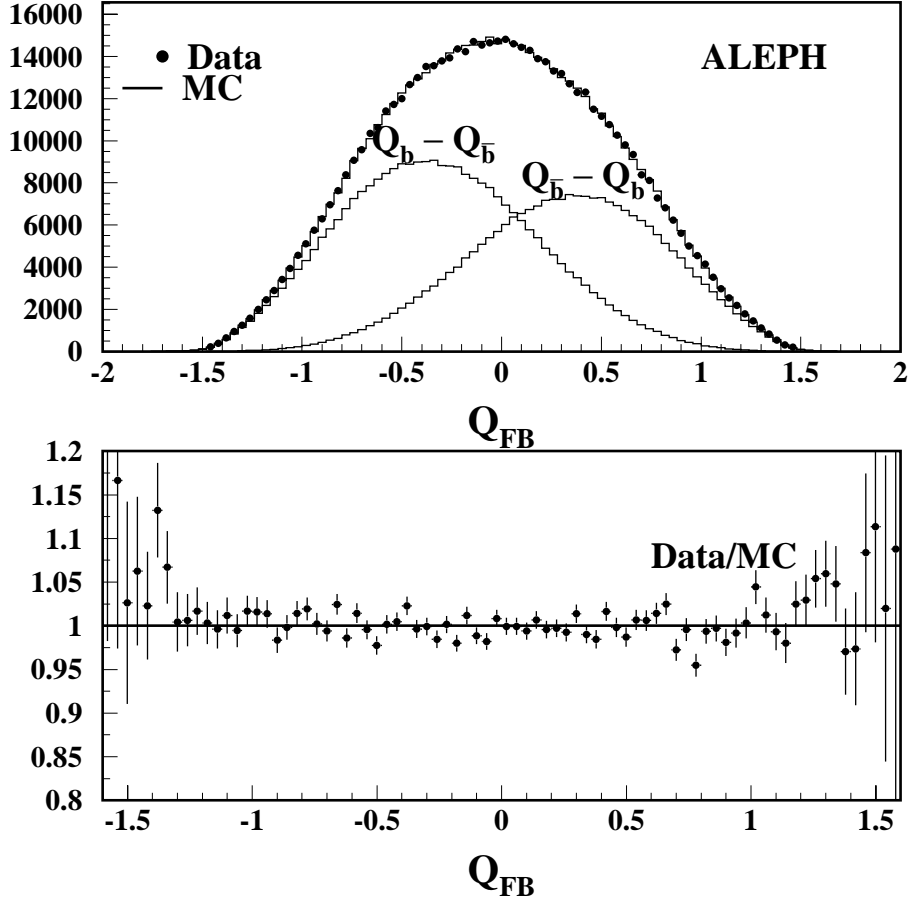 16000
14000
12000
10000
8000
6000
4000
2000
0
Data
MC
ALEPH
Q_b – Q_b̄
Q_b̄ – Q_b
-2 -1.5 -1 -0.5 0 0.5 1 1.5 2
Q_FB
1.2
1.15
1.1
1.05
1
0.95
0.9
0.85
0.8
Data/MC
-1.5 -1 -0.5 0 0.5 1 1.5
Q_FB